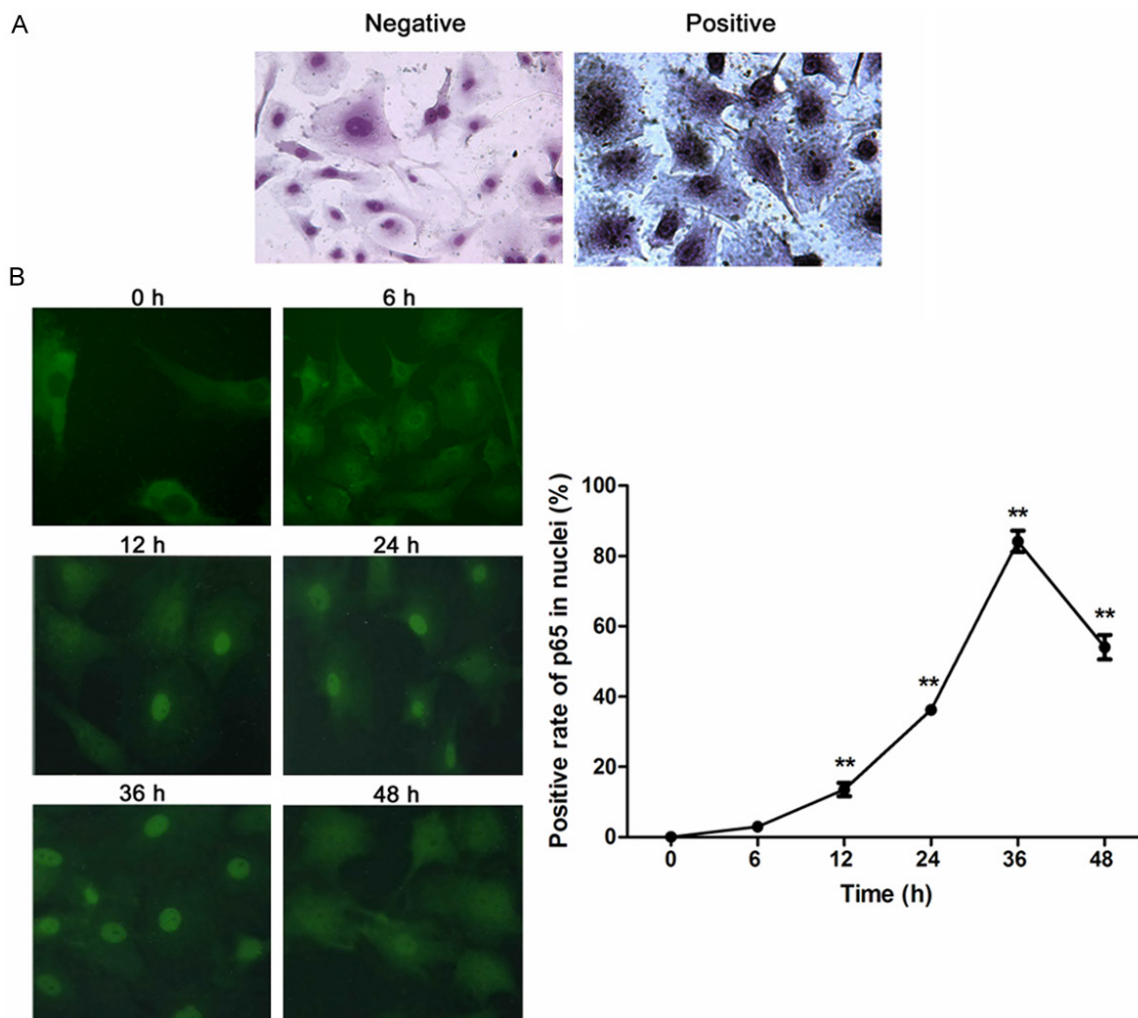 A
Negative Positive
B
0 h 6 h
12 h 24 h
36 h 48 h
Positive rate of p65 in nuclei (%)
100
80
60
40
20
0
**
**
**
**
0 6 12 24 36 48
Time (h)